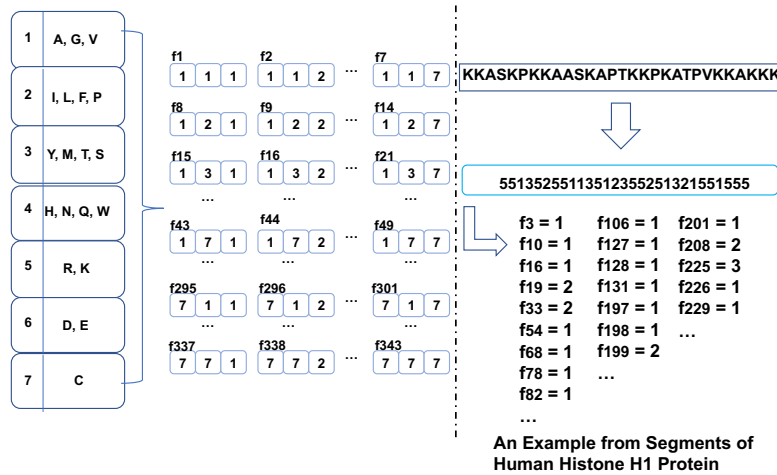 1 A, G, V
2 I, L, F, P
3 Y, M, T, S
4 H, N, Q, W
5 R, K
6 D, E
7 C
f1 f2 f7
1 1 1 1 1 2 ... 1 1 7
f8 f9 f14
1 2 1 1 2 2 ... 1 2 7
f15 f16 f21
1 3 1 1 3 2 ... 1 3 7
... ... ...
f43 f44 f49
1 7 1 1 7 2 ... 1 7 7
... ... ...
f295 f296 f301
7 1 1 7 1 2 ... 7 1 7
... ... ...
f337 f338 f343
7 7 1 7 7 2 ... 7 7 7
KKASKPKKAASKAPTKKPKATPVKKAKKK
55135255113512355251321551555
f3 = 1 f106 = 1 f201 = 1
f10 = 1 f127 = 1 f208 = 2
f16 = 1 f128 = 1 f225 = 3
f19 = 2 f131 = 1 f226 = 1
f33 = 2 f197 = 1 f229 = 1
f54 = 1 f198 = 1 ...
f68 = 1 f199 = 2
f78 = 1 ...
f82 = 1
...
An Example from Segments of
Human Histone H1 Protein